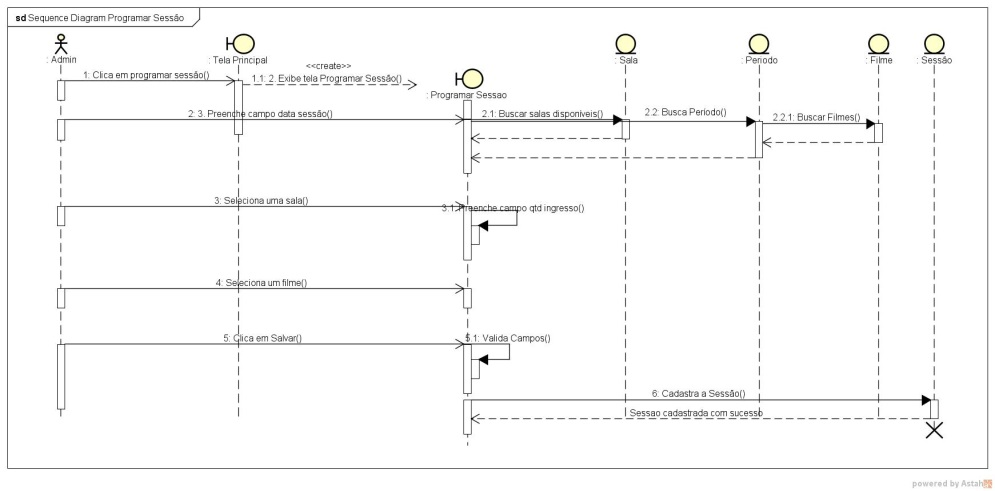 sd Sequence Diagram Programar Sessão
: Admin
: Tela Principal
: Sala
: Periodo
: Filme
: Sessão
<<create>>
1: Clica em programar sessão()
1.1: 2. Exibe tela Programar Sessão()
: Programar Sessao
2: 3. Preenche campo data sessão()
2.1: Buscar salas disponiveis()
2.2: Busca Período()
2.2.1: Buscar Filmes()
3: Seleciona uma sala()
3.1: Preenche campo qtd ingresso()
4: Seleciona um filme()
5: Clica em Salvar()
5.1: Valida Campos()
6: Cadastra a Sessão()
Sessao cadastrada com sucesso
powered by Astah